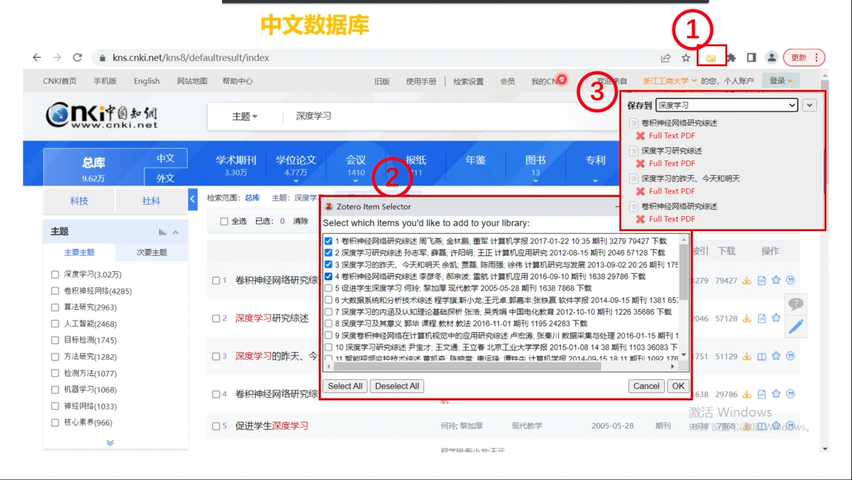 中文数据库
1
kns.cnki.net/kns8/defaultresult/index
更新
CNKI首页 手机版 English 网站地图 帮助中心 旧版 使用手册 检索设置 会员 我的CN 欢迎来自 浙江工商大学 的您，个人账户 登录
3
保存到 深度学习
卷积神经网络研究综述
Full Text PDF
深度学习研究综述
Full Text PDF
深度学习的昨天、今天和明天
Full Text PDF
卷积神经网络研究综述
Full Text PDF
Cnki中国知网
www.cnki.net
主题 深度学习
总库
9.62万
中文
外文
学术期刊
3.30万
学位论文
4.77万
会议
1410
报纸
211
年鉴
图书
13
专利
2
科技 社科
检索范围：总库 主题：深度学
全选 已选：0 清除
主题
主要主题 次要主题
深度学习(3.02万)
卷积神经网络(4285)
算法研究(2963)
人工智能(2468)
目标检测(1745)
方法研究(1282)
检测方法(1077)
机器学习(1068)
神经网络(1033)
核心素养(966)
Zotero Item Selector
Select which items you'd like to add to your library:
1 卷积神经网络研究综述 周飞燕; 金林鹏; 董军 计算机学报 2017-01-22 10:35 期刊 3279 79427 下载
2 深度学习研究综述 孙志军; 薛磊; 许阳明; 王正 计算机应用研究 2012-08-15 期刊 2046 57128 下载
3 深度学习的昨天、今天和明天 余凯; 贾磊; 陈雨强; 徐伟 计算机研究与发展 2013-09-02 20:26 期刊 175
4 卷积神经网络研究综述 李彦冬; 郝宗波; 雷航 计算机应用 2016-09-10 期刊 1638 29786 下载
5 促进学生深度学习 何玲; 黎加厚 现代教学 2005-05-28 期刊 1638 7868 下载
6 大数据系统和分析技术综述 程学旗;靳小龙;王元卓;郭嘉丰;张铁赢 软件学报 2014-09-15 期刊 1381 657
7 深度学习的内涵及认知理论基础探析 张浩; 吴秀娟 中国电化教育 2012-10-10 期刊 1226 35686 下载
8 深度学习及其意义 郭华 课程.教材.教法 2016-11-01 期刊 1195 24283 下载
9 深度卷积神经网络在计算机视觉中的应用研究综述 卢宏涛; 张秦川 数据采集与处理 2016-01-15 期刊 1
10 深度学习研究综述 尹宝才; 王文通; 王立春 北京工业大学学报 2015-01-08 14:38 期刊 1103 36083 下
11 智能视频监控技术综述 黄凯奇; 陈晓棠; 康运锋; 谭铁牛 计算机学报 2014-09-15 18:11 期刊 1092 176
Select All Deselect All Cancel OK
被引 下载 操作
1 卷积神经网络研究综 3279 79427
2 深度学习研究综述 2046 57128
3 深度学习的昨天、今 1751 51129
4 卷积神经网络研究综 1638 29786
5 促进学生深度学习 何玲; 黎加厚 现代教学 2005-05-28 期刊 1638 7868
激活 Windows